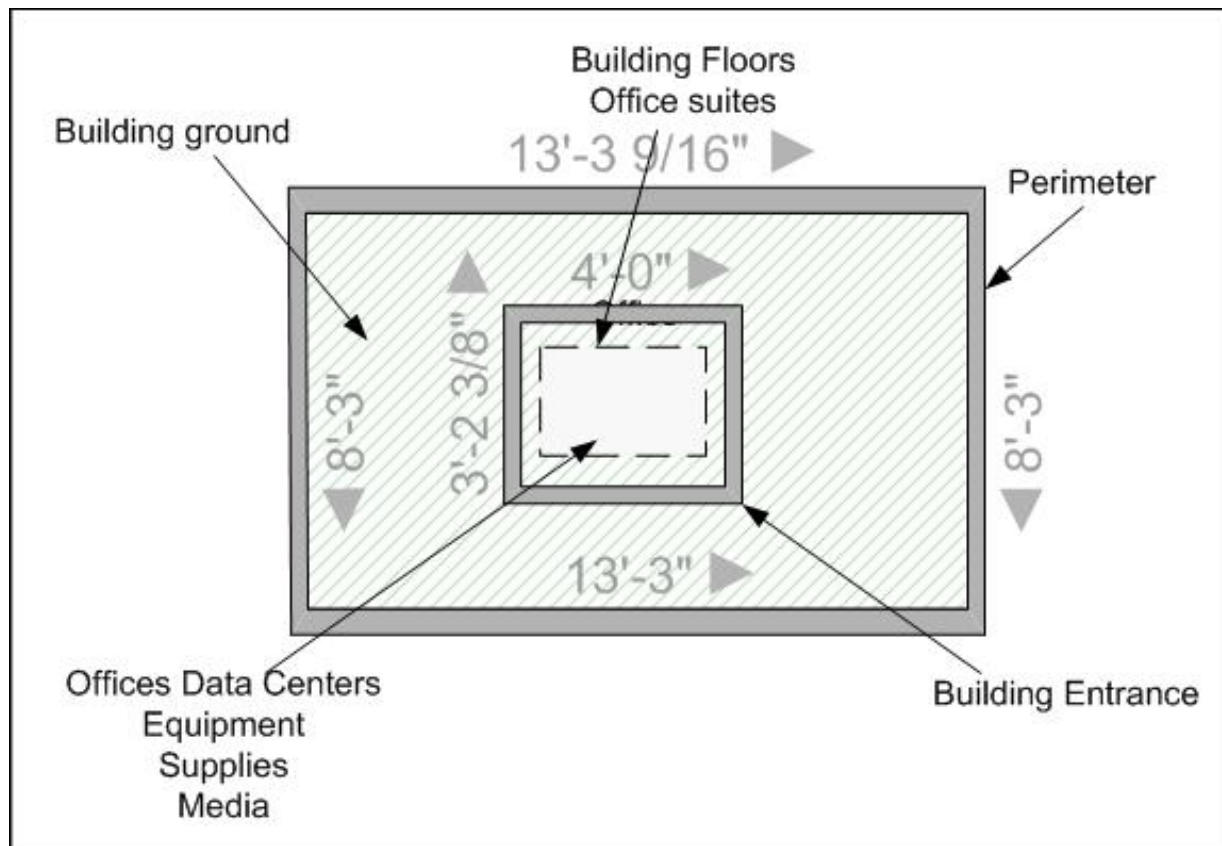 Building Floors
Office suites
Building ground
13'-3 9/16"
Perimeter
4'-0"
Office
3'-2 3/8"
8'-3"
8'-3"
13'-3"
Offices Data Centers
Equipment
Supplies
Media
Building Entrance